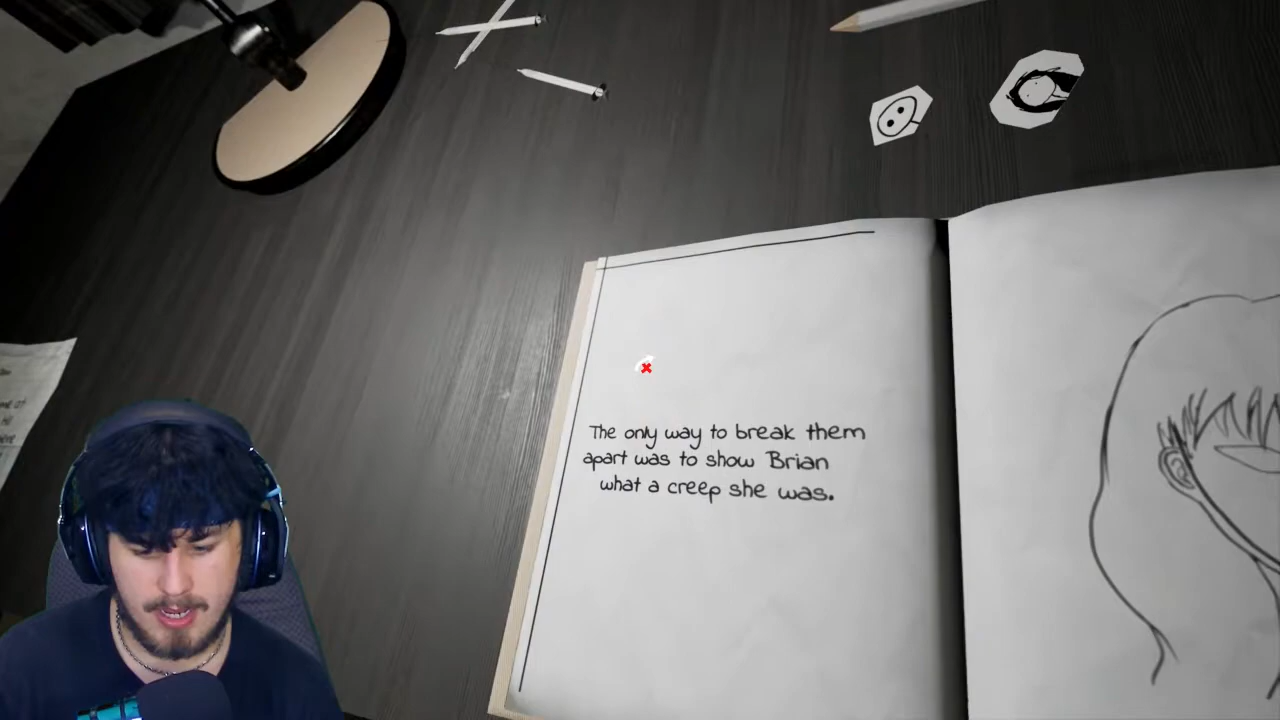 The only way to break them
apart was to show Brian
what a creep she was.